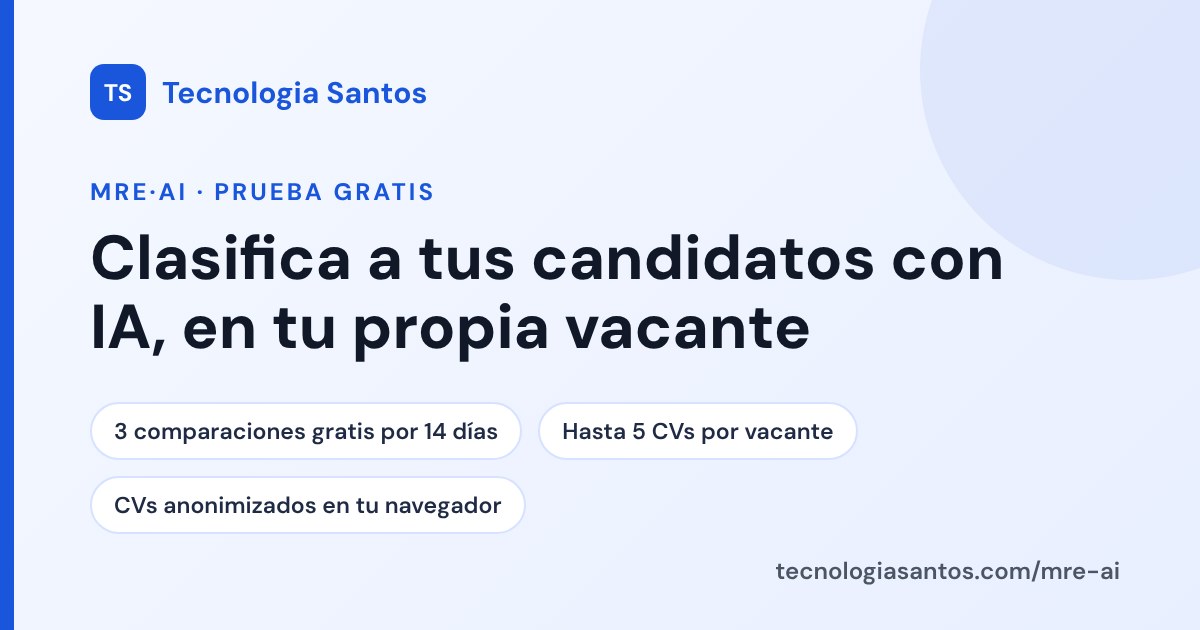 TS
Tecnologia Santos
MRE·AI · PRUEBA GRATIS
Clasifica a tus candidatos con
IA, en tu propia vacante
3 comparaciones gratis por 14 días
Hasta 5 CVs por vacante
CVs anonimizados en tu navegador
tecnologiasantos.com/mre-ai